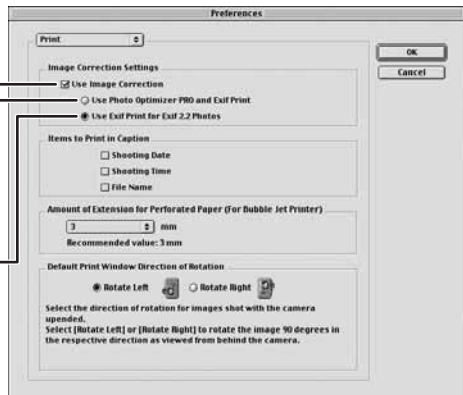 Preferences
Print
OK
Cancel
Image Correction Settings
Use Image Correction
Use Photo Optimizer PRO and Exif Print
Use Exif Print for Exif 2.2 Photos
Items to Print in Caption
Shooting Date
Shooting Time
File Name
Amount of Extension for Perforated Paper (For Bubble Jet Printer)
3 mm
Recommended value: 3 mm
Default Print Window Direction of Rotation
Rotate Left Rotate Right
Select the direction of rotation for images shot with the camera
upended.
Select [Rotate Left] or [Rotate Right] to rotate the image 90 degrees in
the respective direction as viewed from behind the camera.